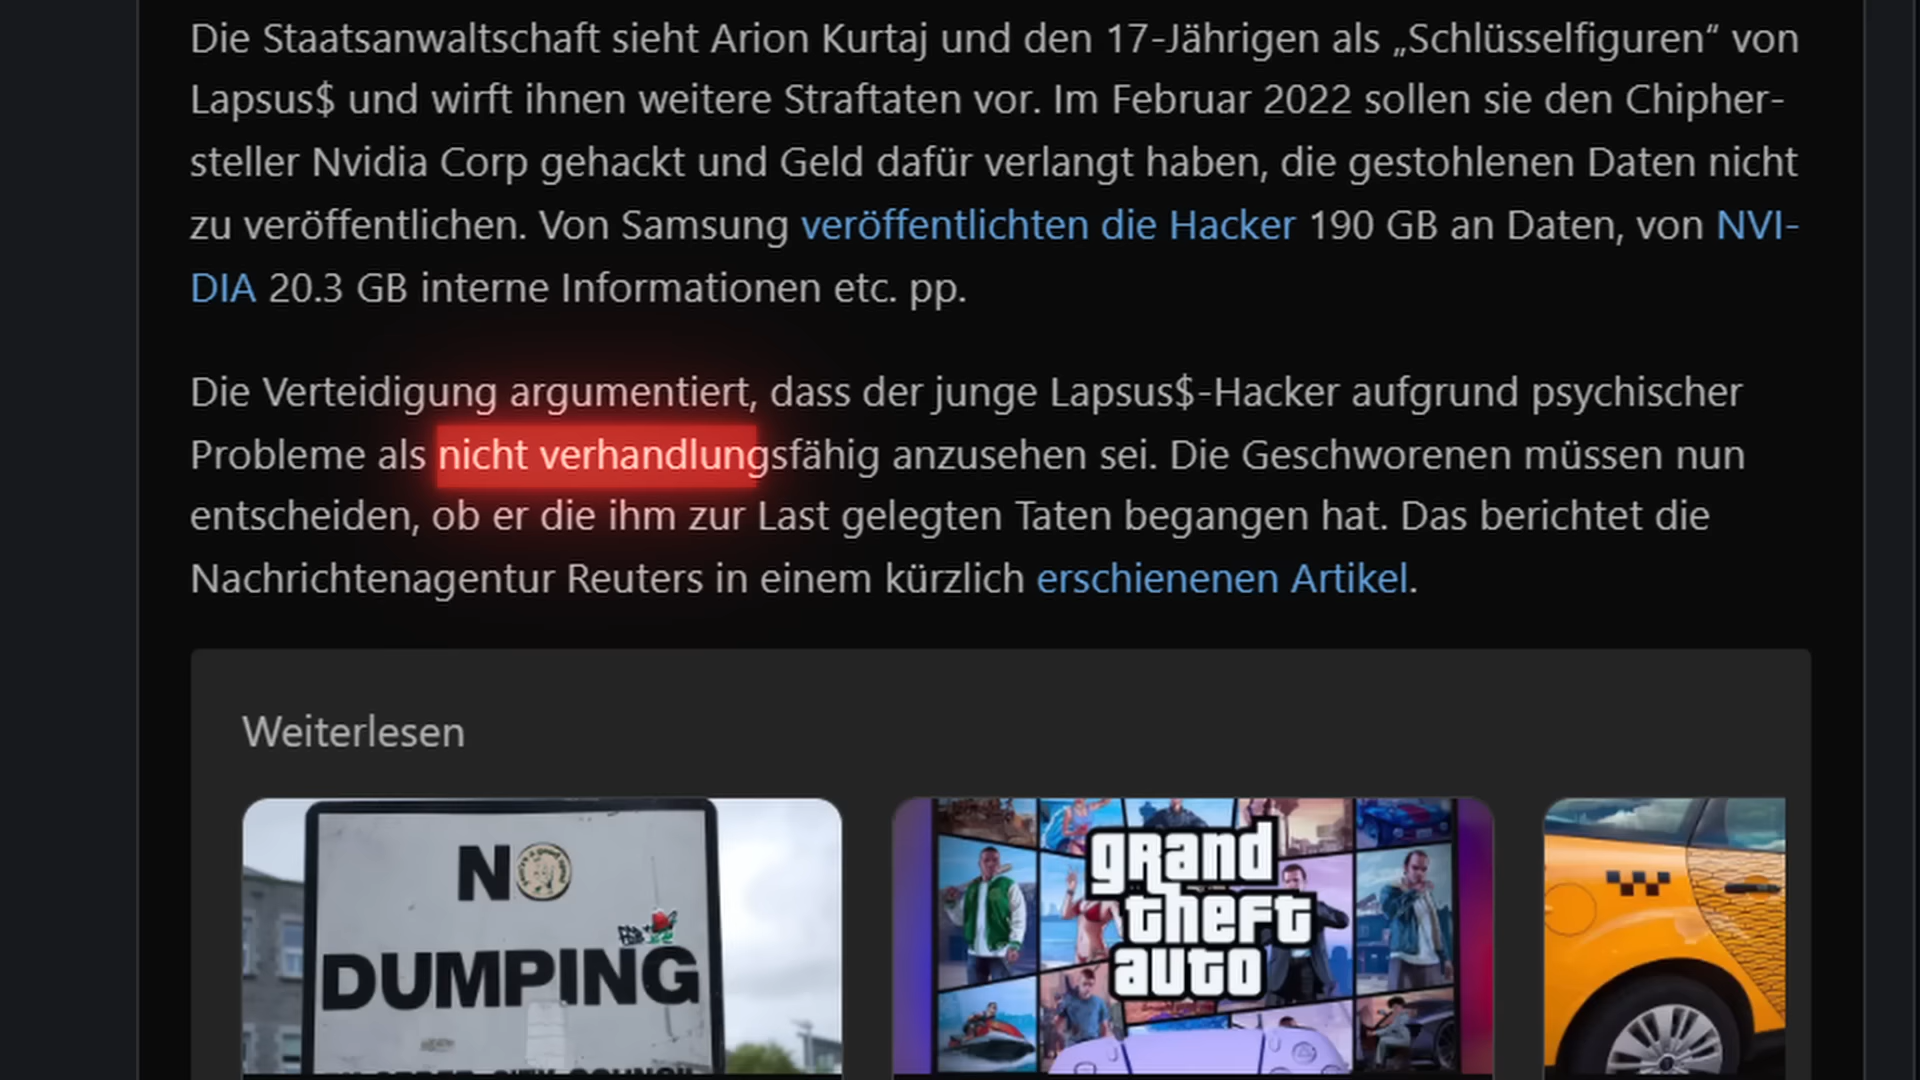 Die Staatsanwaltschaft sieht Arion Kurtaj und den 17-Jährigen als „Schlüsselfiguren“ von
Lapsus$ und wirft ihnen weitere Straftaten vor. Im Februar 2022 sollen sie den Chipher-
steller Nvidia Corp gehackt und Geld dafür verlangt haben, die gestohlenen Daten nicht
zu veröffentlichen. Von Samsung veröffentlichten die Hacker 190 GB an Daten, von NVI-
DIA 20.3 GB interne Informationen etc. pp.
Die Verteidigung argumentiert, dass der junge Lapsus$-Hacker aufgrund psychischer
Probleme als nicht verhandlungsfähig anzusehen sei. Die Geschworenen müssen nun
entscheiden, ob er die ihm zur Last gelegten Taten begangen hat. Das berichtet die
Nachrichtenagentur Reuters in einem kürzlich erschienenen Artikel.
Weiterlesen
NO
DUMPING
grand
theft
auto